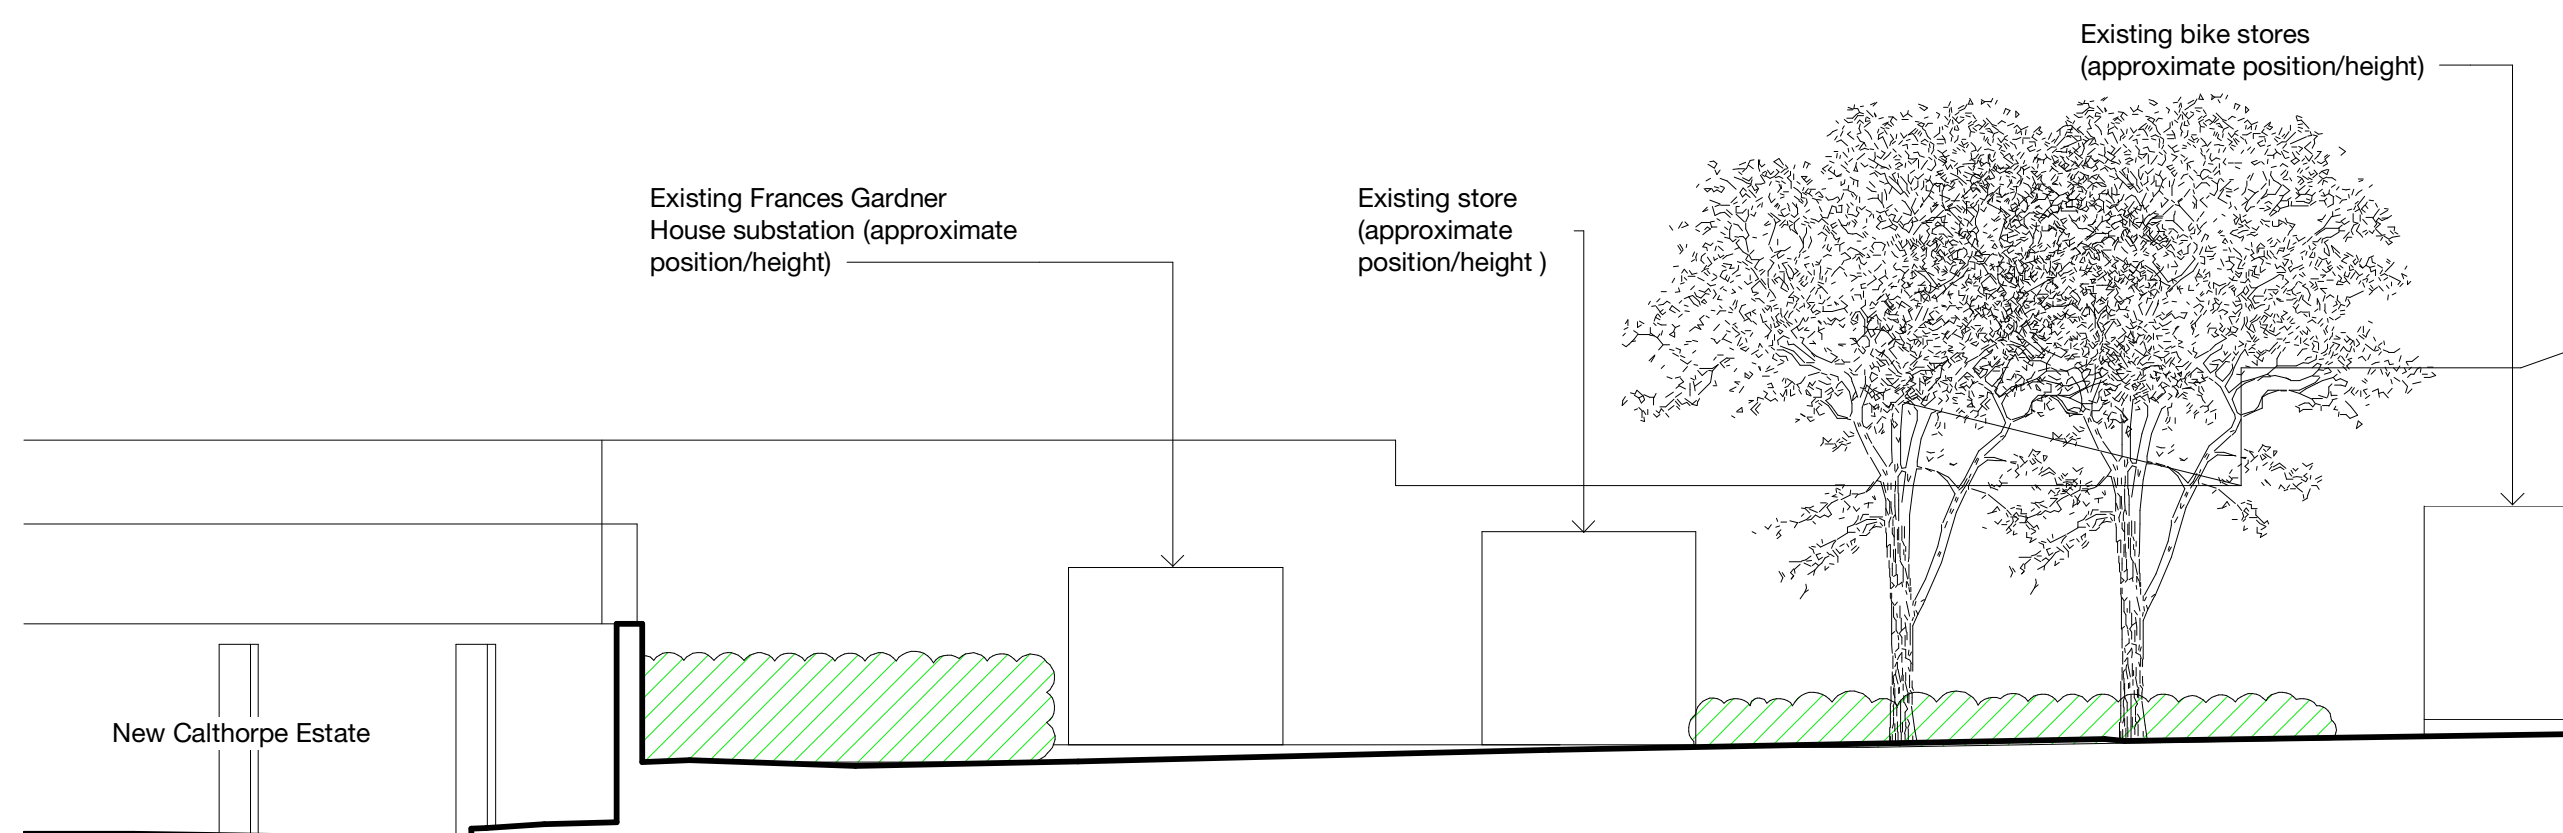 Existing bike stores
(approximate position/height)
Existing Frances Gardner
House substation (approximate
position/height)
Existing store
(approximate
position/height )
New Calthorpe Estate